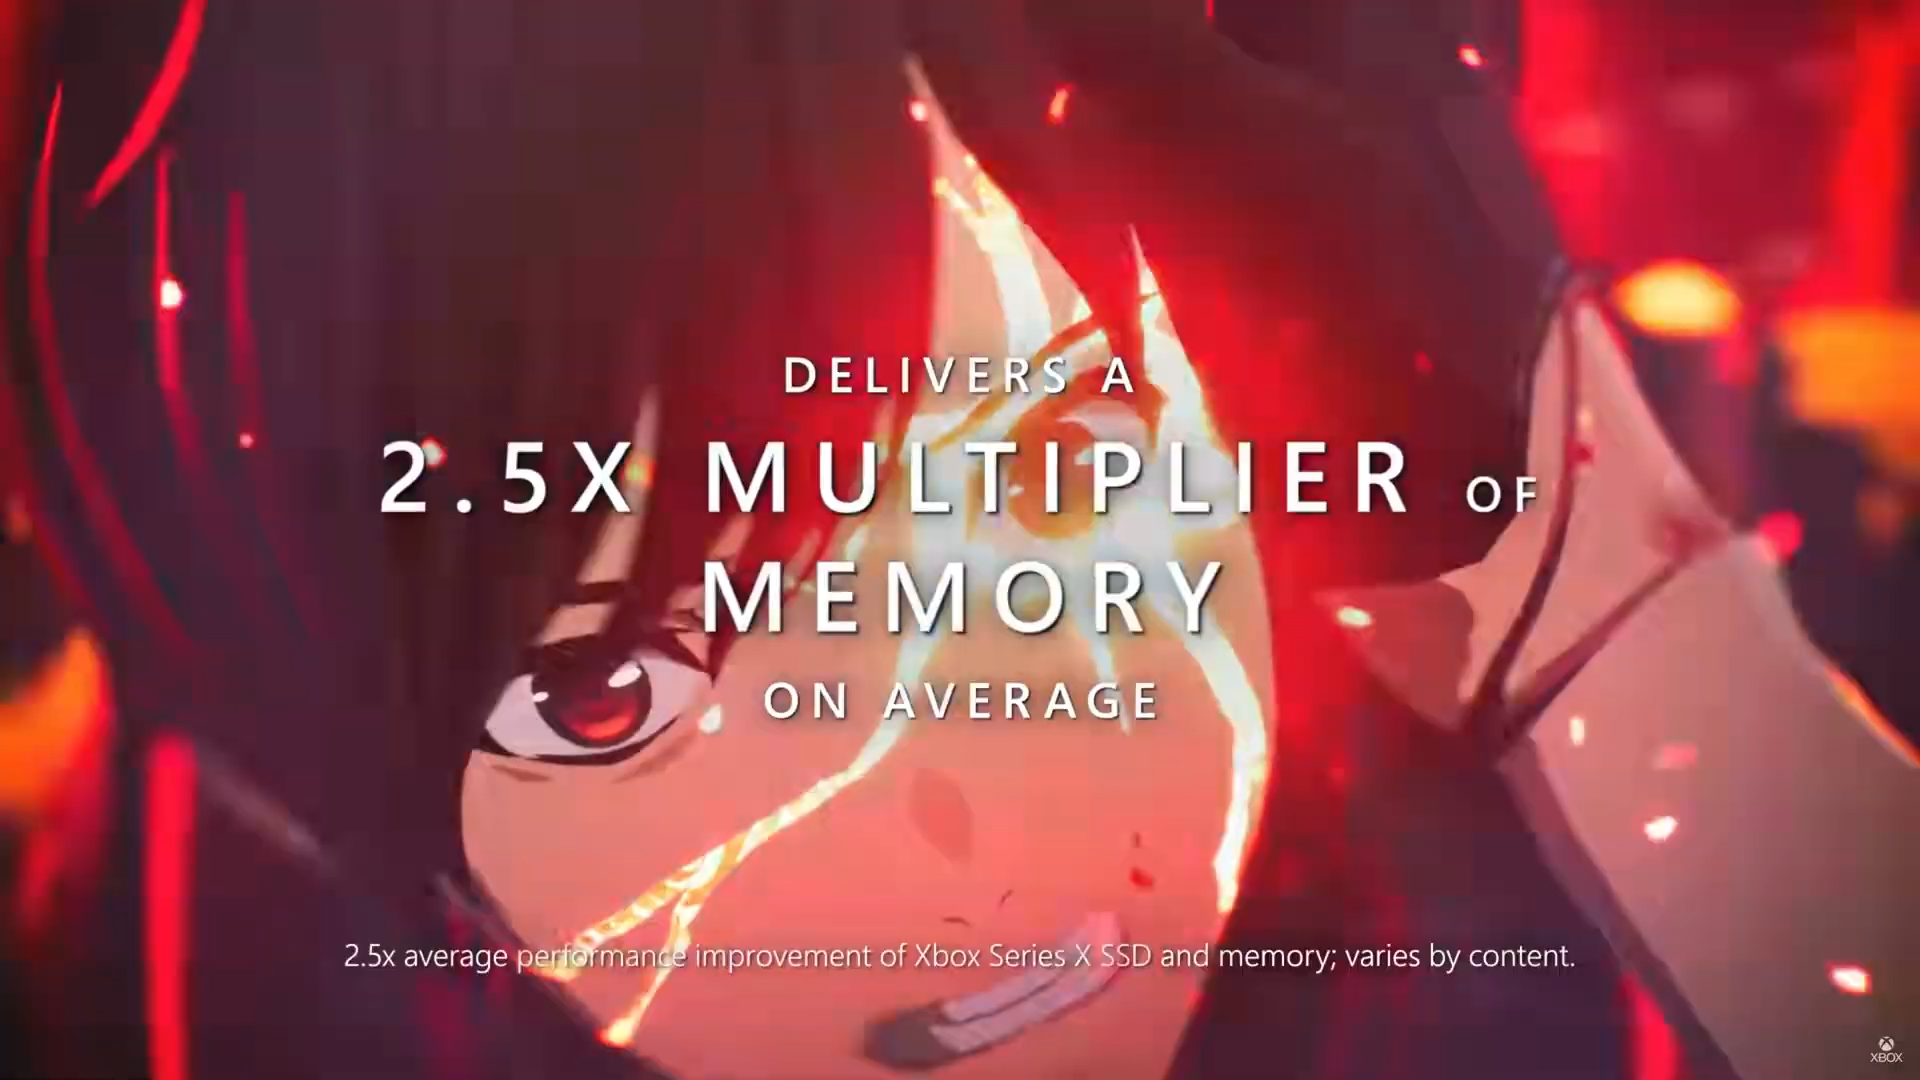 DELIVERS A
2.5X MULTIPLIER OF
MEMORY
ON AVERAGE
2.5x average performance improvement of Xbox Series X SSD and memory; varies by content.
XBOX